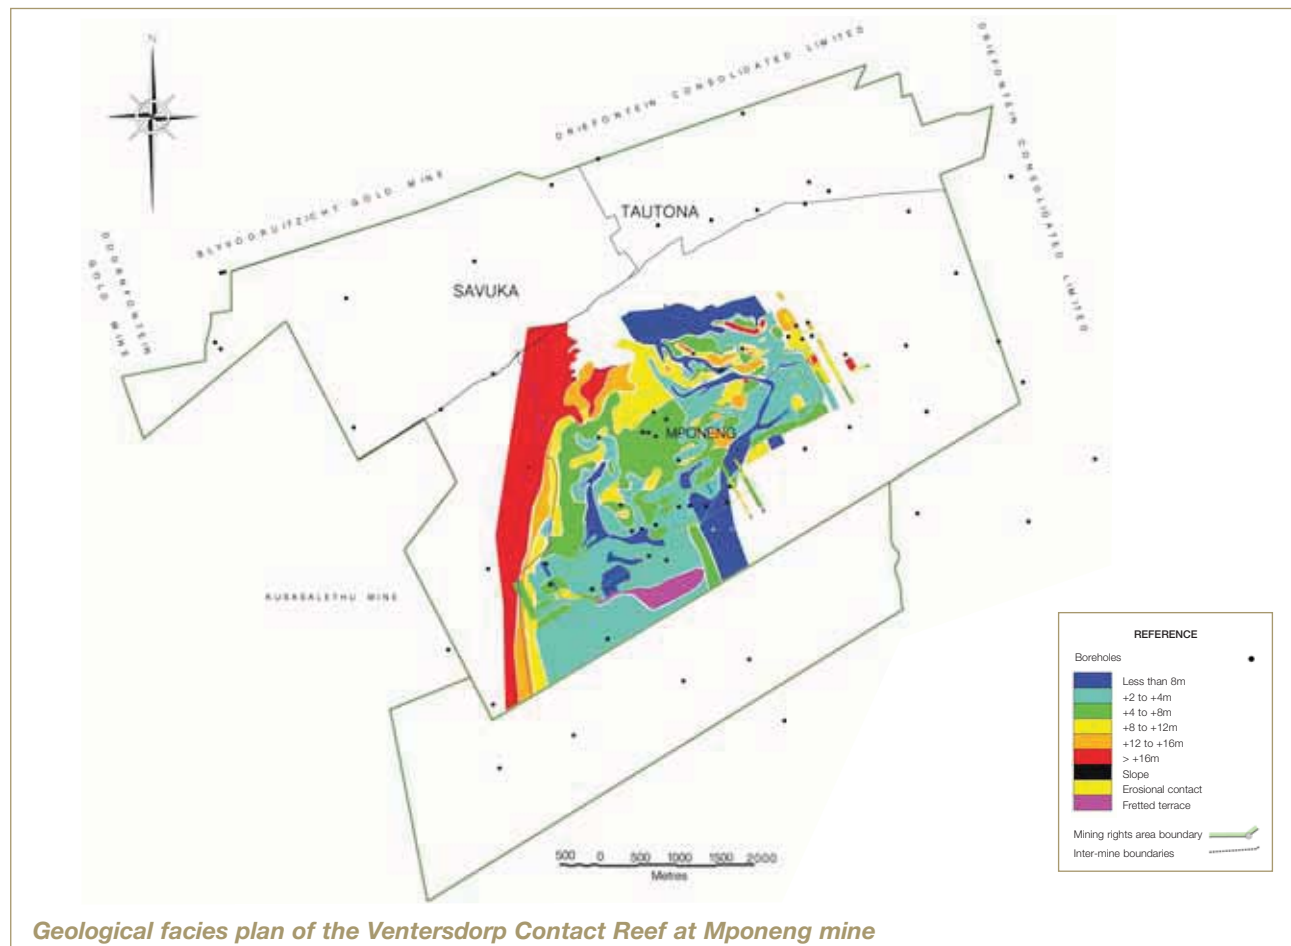 N
DRIEFONTEIN CONSOLIDATED LIMITED
DRIEFONTEIN CONSOLIDATED LIMITED
BLYVOORUITZICHT GOLD MINE
DOORNFONTEIN
GOLD MINE
TAUTONA
SAVUKA
MPONENG
KUSASALETHU MINE
REFERENCE
Boreholes
Less than 8m
+2 to +4m
+4 to +8m
+8 to +12m
+12 to +16m
> +16m
Slope
Erosional contact
Fretted terrace
Mining rights area boundary
Inter-mine boundaries
500 0 500 1000 1500 2000
Metres
Geological facies plan of the Ventersdorp Contact Reef at Mponeng mine